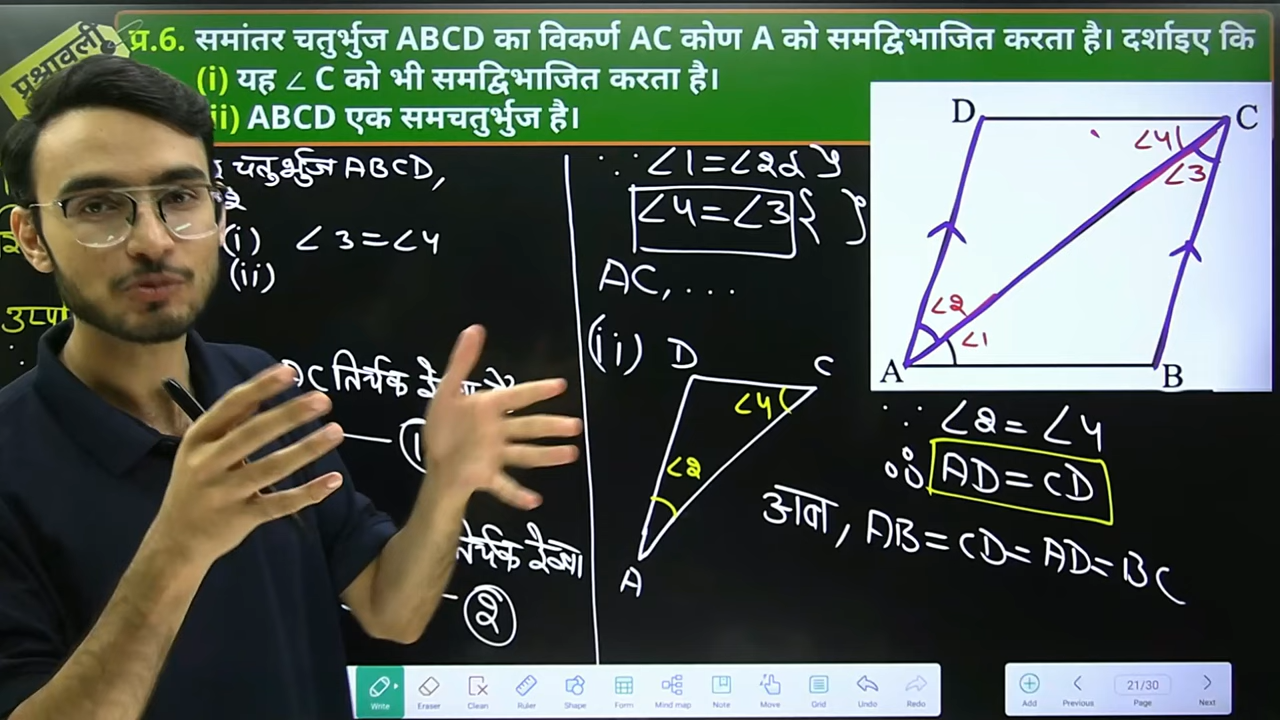 प्रश्नावली
प्र.6. समांतर चतुर्भुज ABCD का विकर्ण AC कोण A को समद्विभाजित करता है। दर्शाइए कि
(i) यह ∠ C को भी समद्विभाजित करता है।
ii) ABCD एक समचतुर्भुज है।
चतुर्भुज ABCD,
(i) ∠3=∠4
(ii)
AC तिर्यक रेखा
1
तिर्यक रेखा
2
∵ ∠1=∠2
∠4=∠3
AC, ...
(ii)
D
C
∠4
∠2
A
D
C
∠4
∠3
∠2
∠1
A
B
∵ ∠2=∠4
∴ AD=CD
अब, AB=CD=AD=BC
Write
Eraser
Clean
Ruler
Shape
Form
Mind map
Note
Move
Grid
Undo
Redo
Add
Previous
21/30
Page
Next